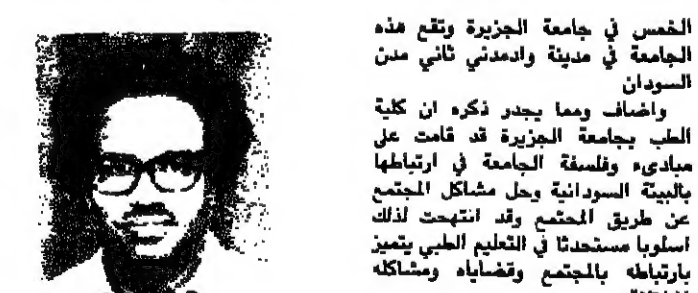 الخمس في جامعة الجزيرة وتقع هذه
الجامعة في مدينة وادمدني ثاني مدن
السودان
واضاف ومما يجدر ذكره ان كلية
الطب بجامعة الجزيرة قد قامت على
مبادىء وفلسفة الجامعة في ارتباطها
بالبيئة السودانية وحل مشاكل المجتمع
عن طريق المجتمع وقد انتهجت لذلك
اسلوبا مستحدثا في التعليم الطبي يتميز
بارتباطه بالمجتمع وقضاياه ومشاكله